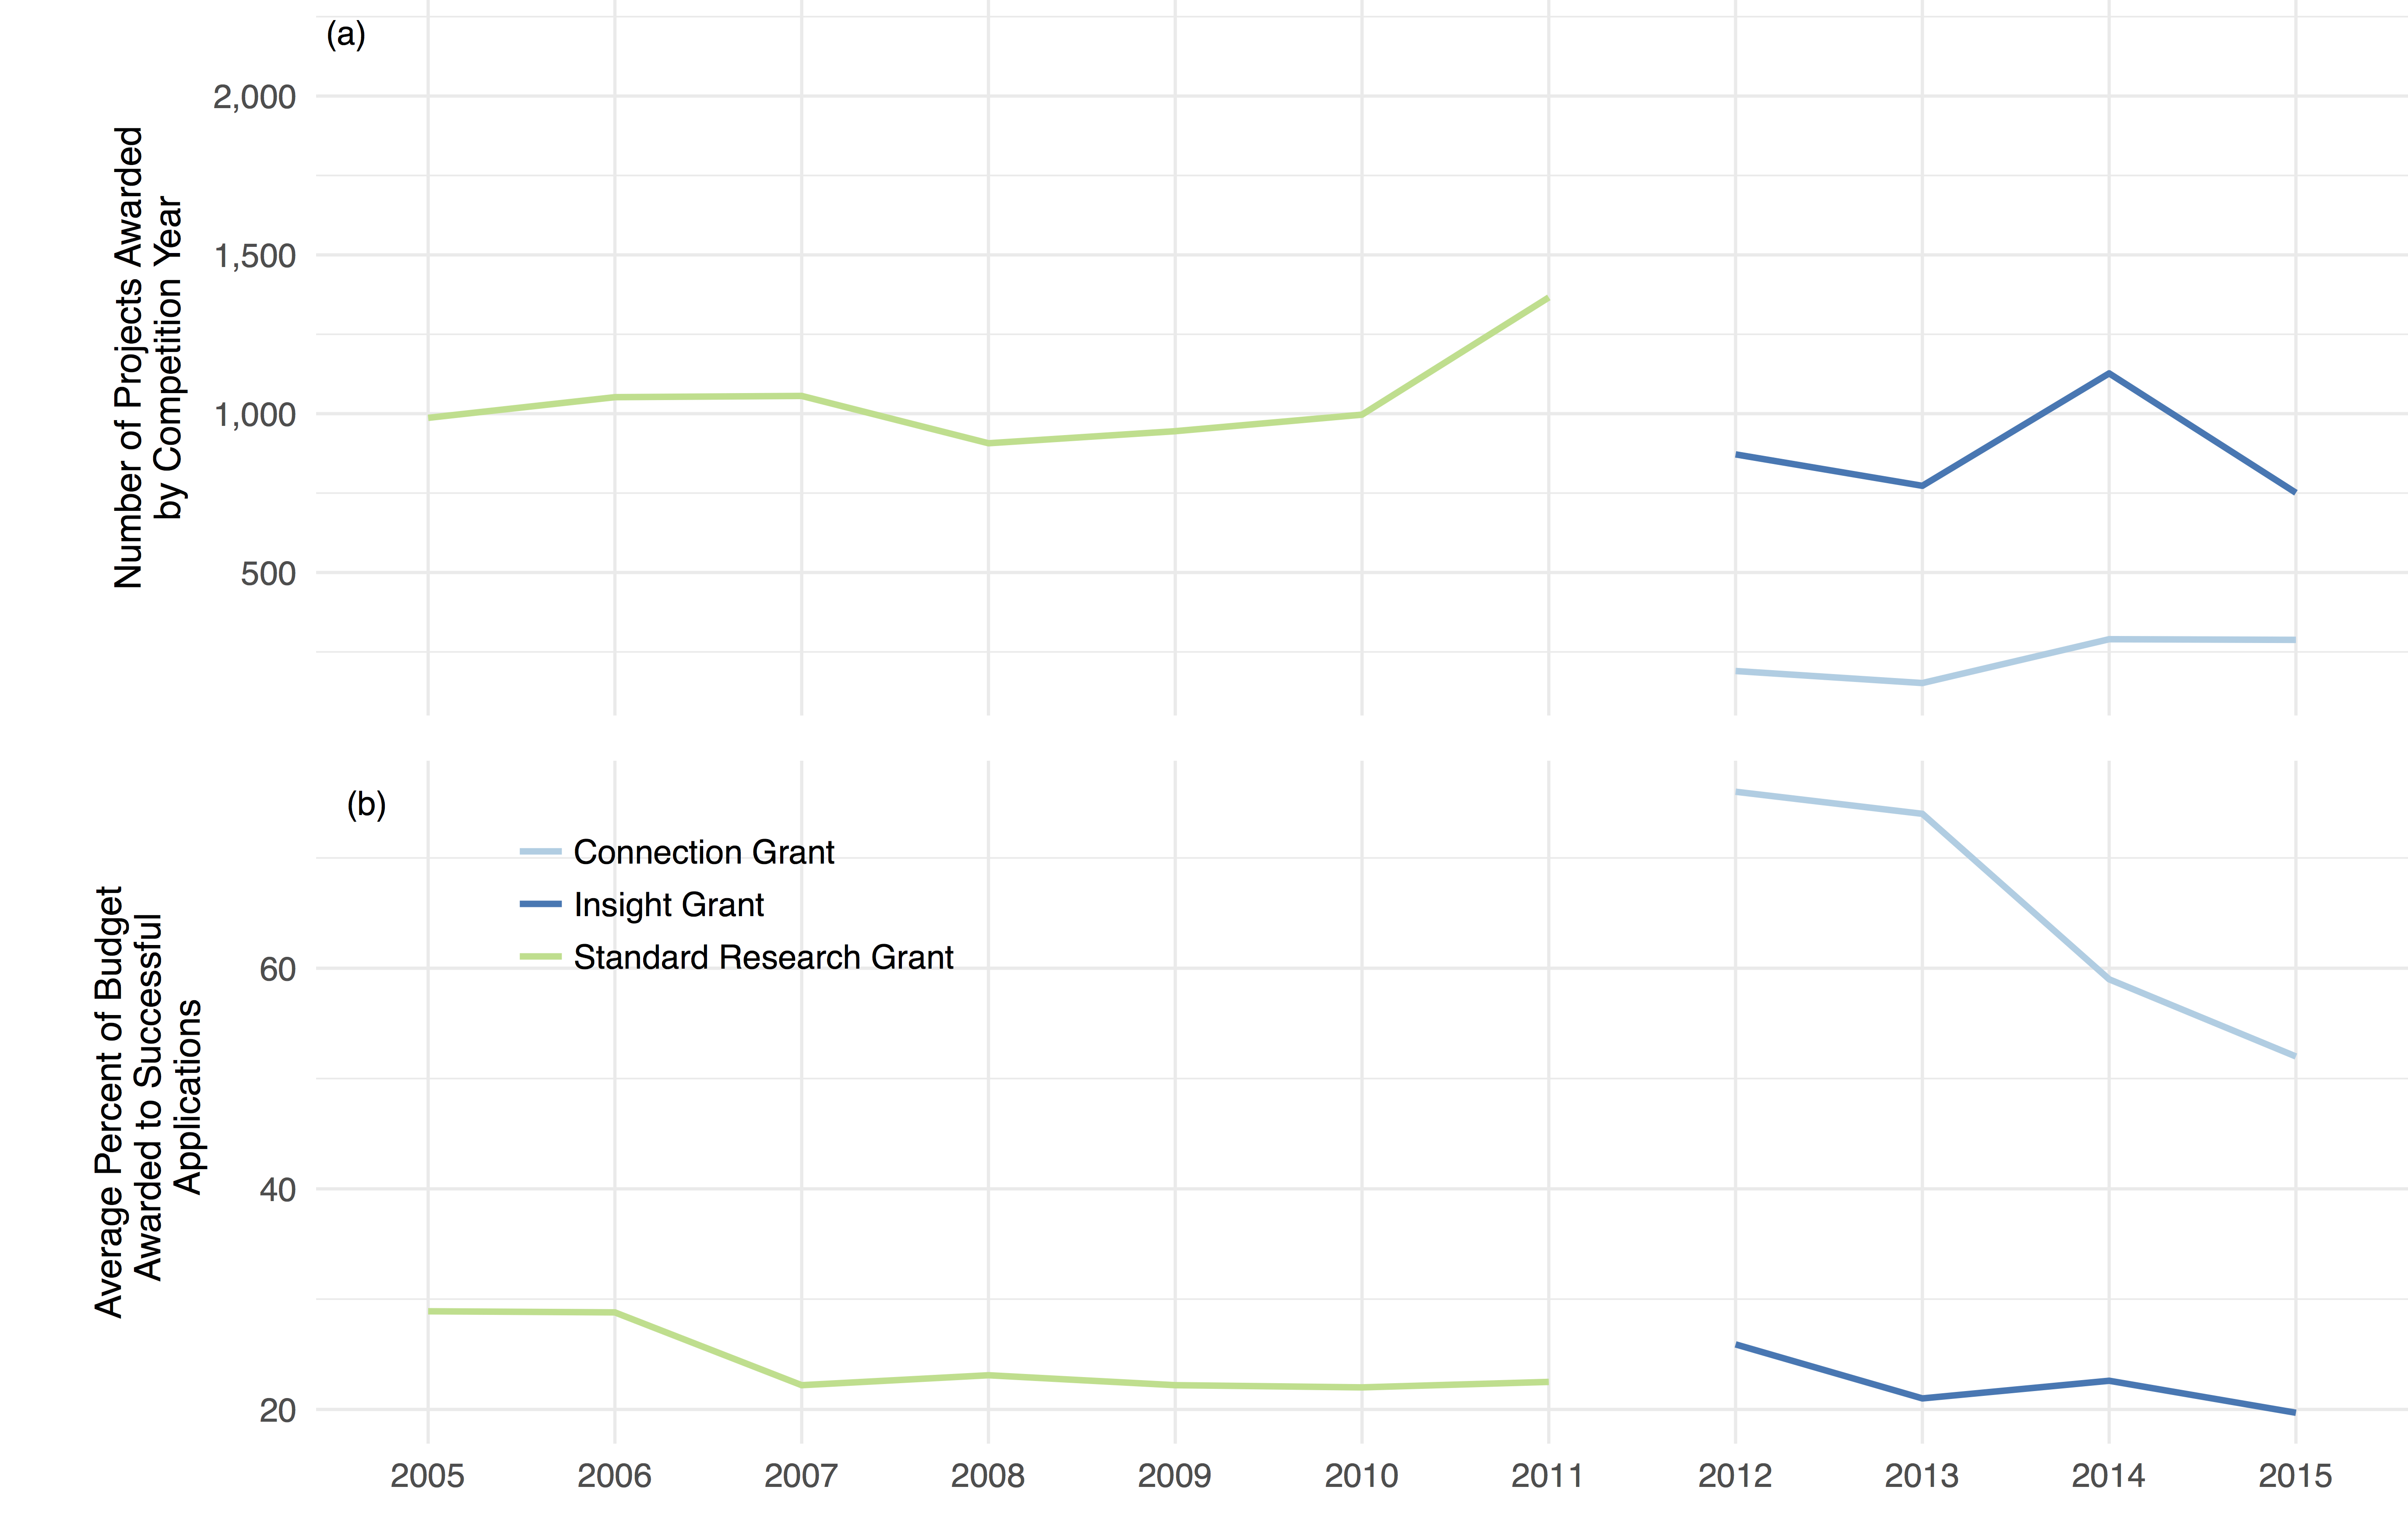 (a)
2,000
1,500
1,000
500
Number of Projects Awarded
by Competition Year
(b)
Connection Grant
Insight Grant
Standard Research Grant
60
40
20
Average Percent of Budget
Awarded to Successful
Applications
2005 2006 2007 2008 2009 2010 2011 2012 2013 2014 2015